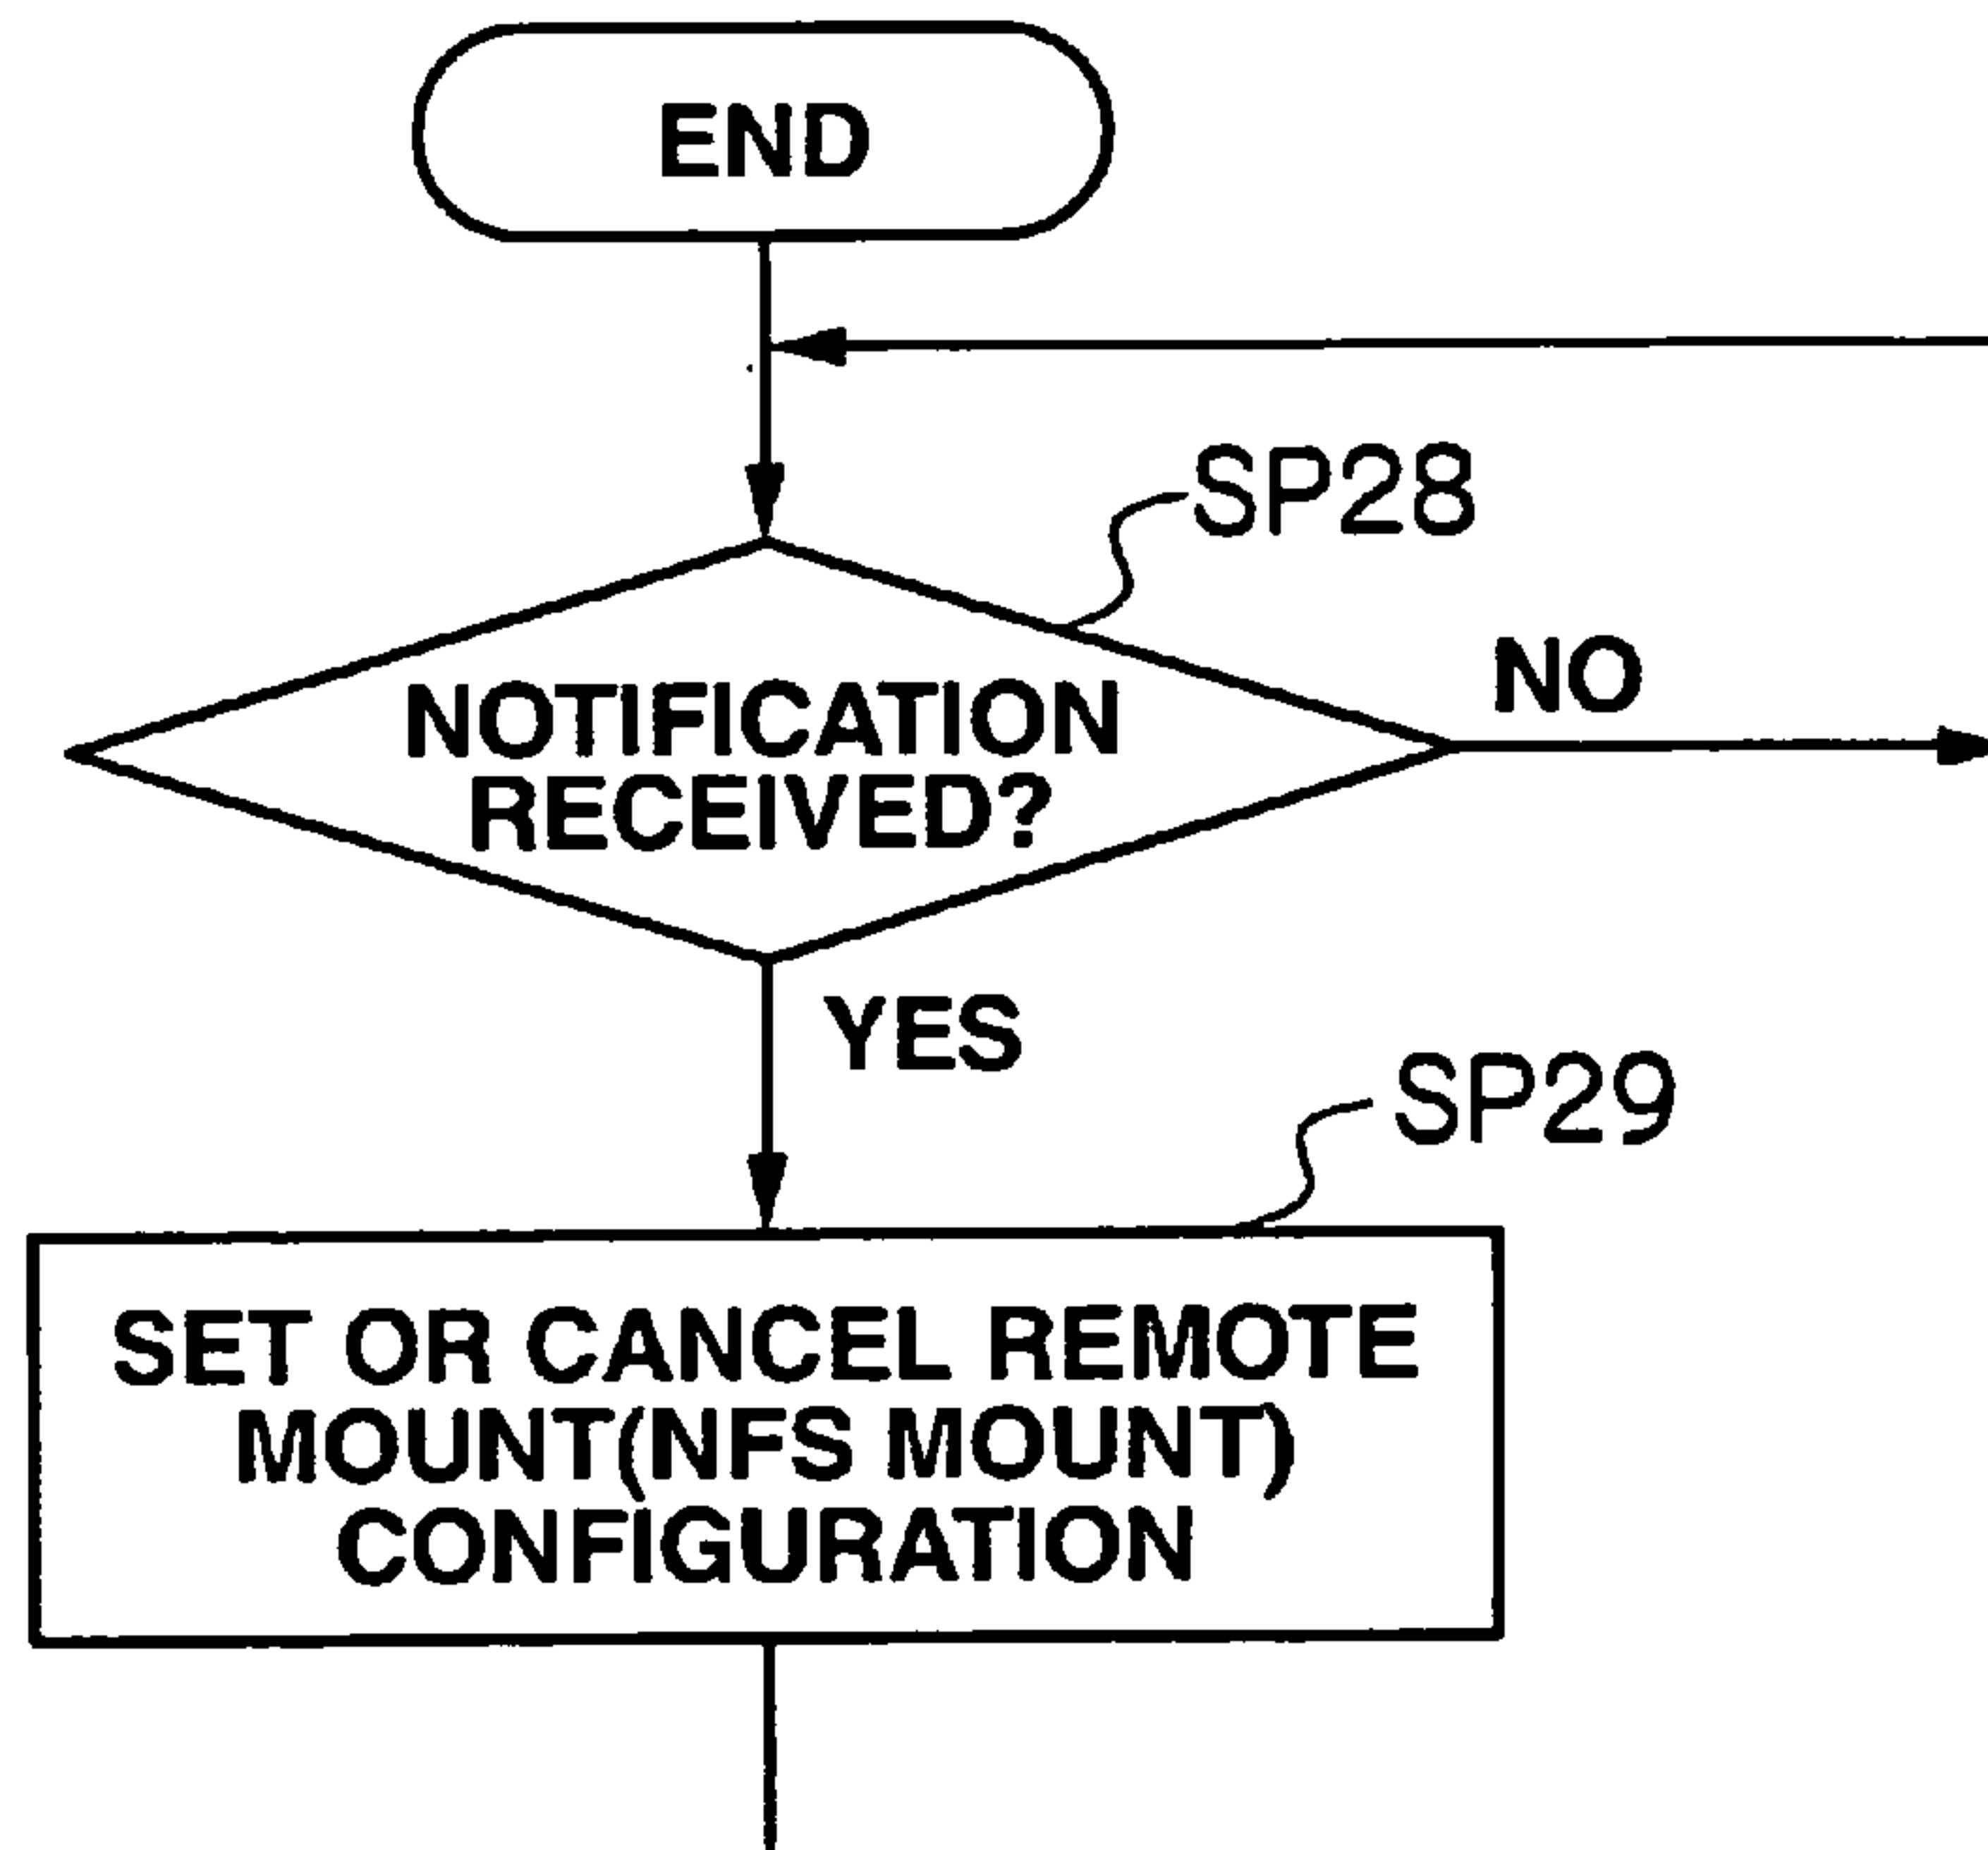 END
SP28
NOTIFICATION
RECEIVED?
NO
YES
SP29
SET OR CANCEL REMOTE
MOUNT(NFS MOUNT)
CONFIGURATION